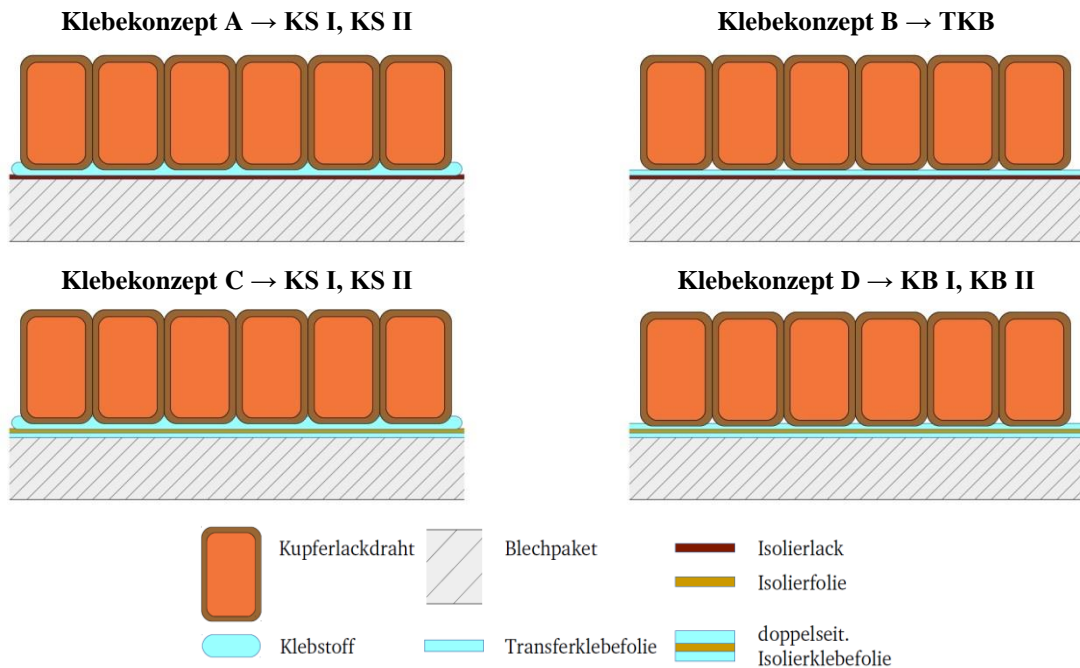 Klebekonzept A → KS I, KS II
Klebekonzept B → TKB
Klebekonzept C → KS I, KS II
Klebekonzept D → KB I, KB II
Kupferlackdraht
Blechpaket
Isolierlack
Isolierfolie
Klebstoff
Transferklebefolie
doppelseit.
Isolierklebefolie